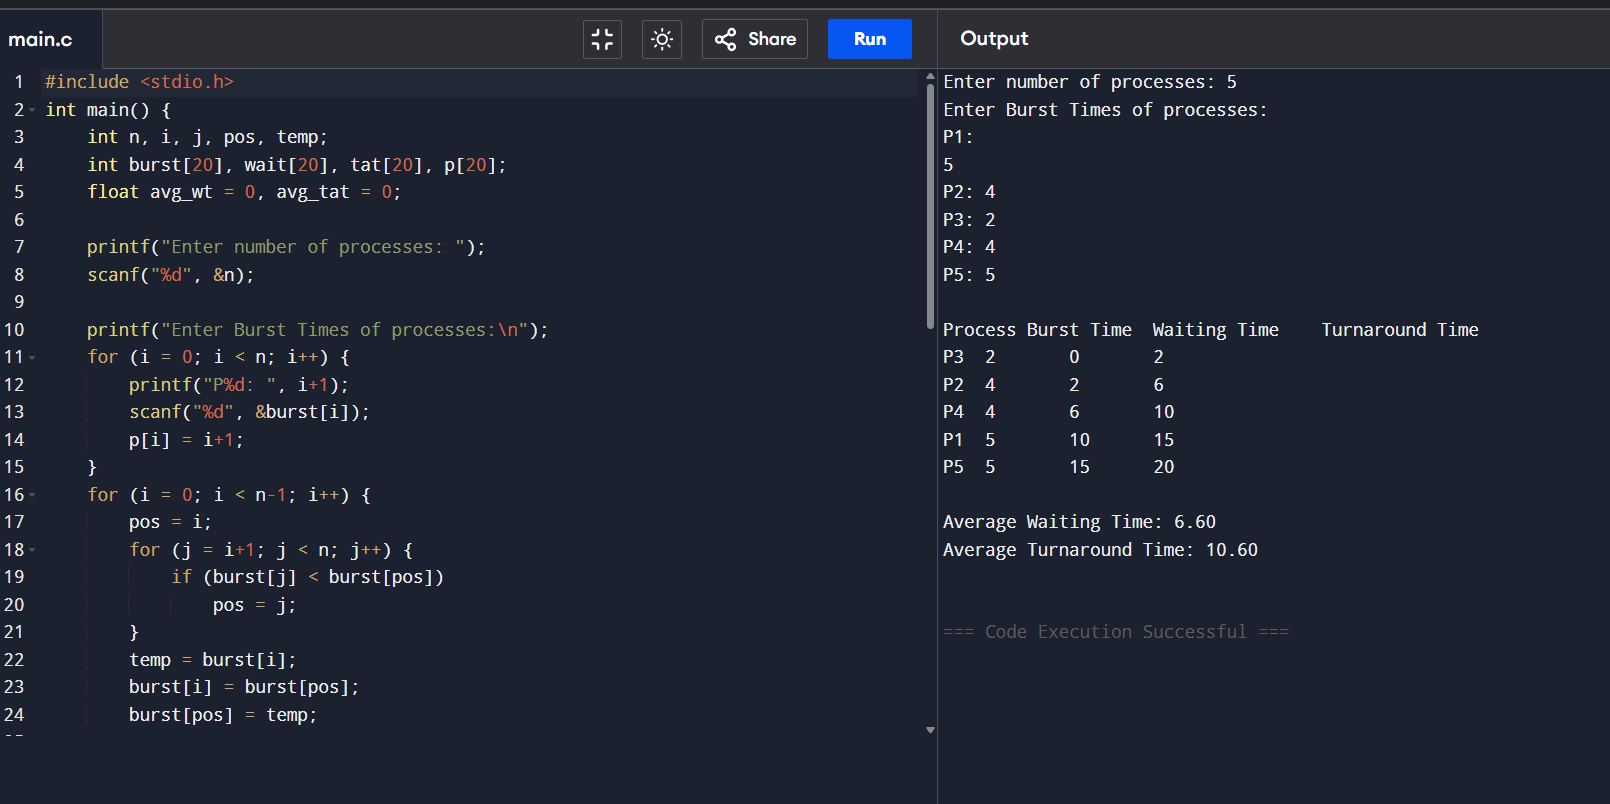 main.c
Share
Run
Output
1 #include <stdio.h>
2 int main() {
3     int n, i, j, pos, temp;
4     int burst[20], wait[20], tat[20], p[20];
5     float avg_wt = 0, avg_tat = 0;
6
7     printf("Enter number of processes: ");
8     scanf("%d", &n);
9
10     printf("Enter Burst Times of processes:\n");
11     for (i = 0; i < n; i++) {
12         printf("P%d: ", i+1);
13         scanf("%d", &burst[i]);
14         p[i] = i+1;
15     }
16     for (i = 0; i < n-1; i++) {
17         pos = i;
18         for (j = i+1; j < n; j++) {
19             if (burst[j] < burst[pos])
20                 pos = j;
21         }
22         temp = burst[i];
23         burst[i] = burst[pos];
24         burst[pos] = temp;
Enter number of processes: 5
Enter Burst Times of processes:
P1:
5
P2: 4
P3: 2
P4: 4
P5: 5
Process Burst Time  Waiting Time    Turnaround Time
P3  2       0       2
P2  4       2       6
P4  4       6       10
P1  5       10      15
P5  5       15      20
Average Waiting Time: 6.60
Average Turnaround Time: 10.60
=== Code Execution Successful ===